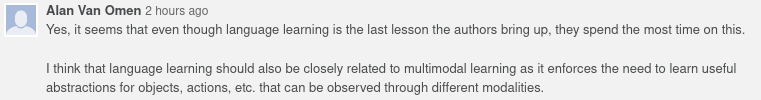 Alan Van Omen 2 hours ago
Yes, it seems that even though language learning is the last lesson the authors bring up, they spend the most time on this.
I think that language learning should also be closely related to multimodal learning as it enforces the need to learn useful
abstractions for objects, actions, etc. that can be observed through different modalities.